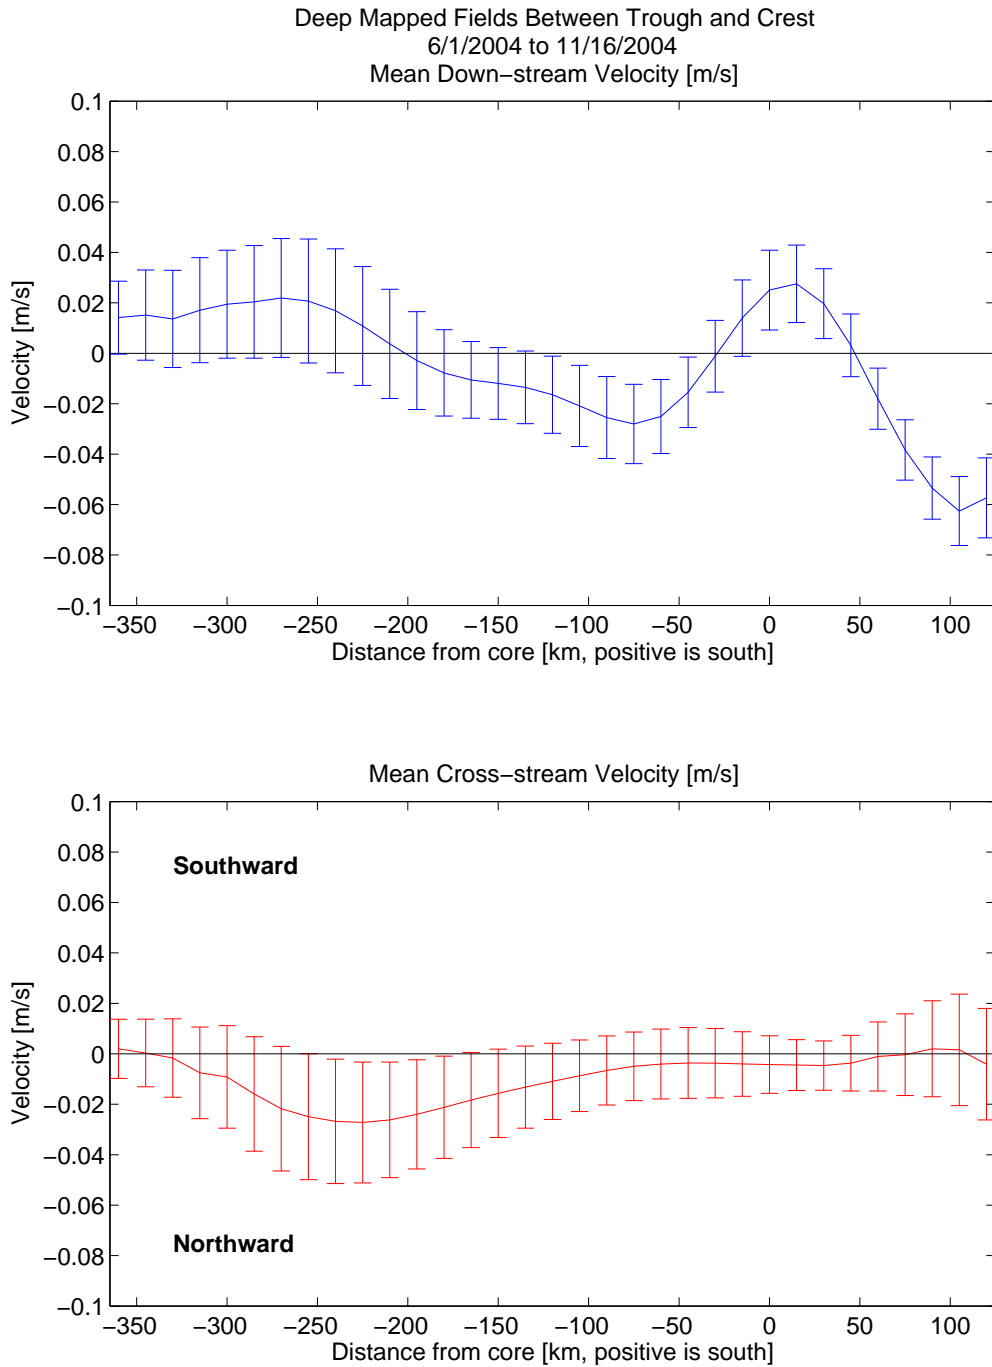 Deep Mapped Fields Between Trough and Crest
6/1/2004 to 11/16/2004
Mean Down−stream Velocity [m/s]
0.1
0.08
0.06
0.04
0.02
0
−0.02
−0.04
−0.06
−0.08
−0.1
Velocity [m/s]
−350 −300 −250 −200 −150 −100 −50 0 50 100
Distance from core [km, positive is south]
Mean Cross−stream Velocity [m/s]
0.1
0.08
0.06
0.04
0.02
0
−0.02
−0.04
−0.06
−0.08
−0.1
Velocity [m/s]
Southward
Northward
−350 −300 −250 −200 −150 −100 −50 0 50 100
Distance from core [km, positive is south]